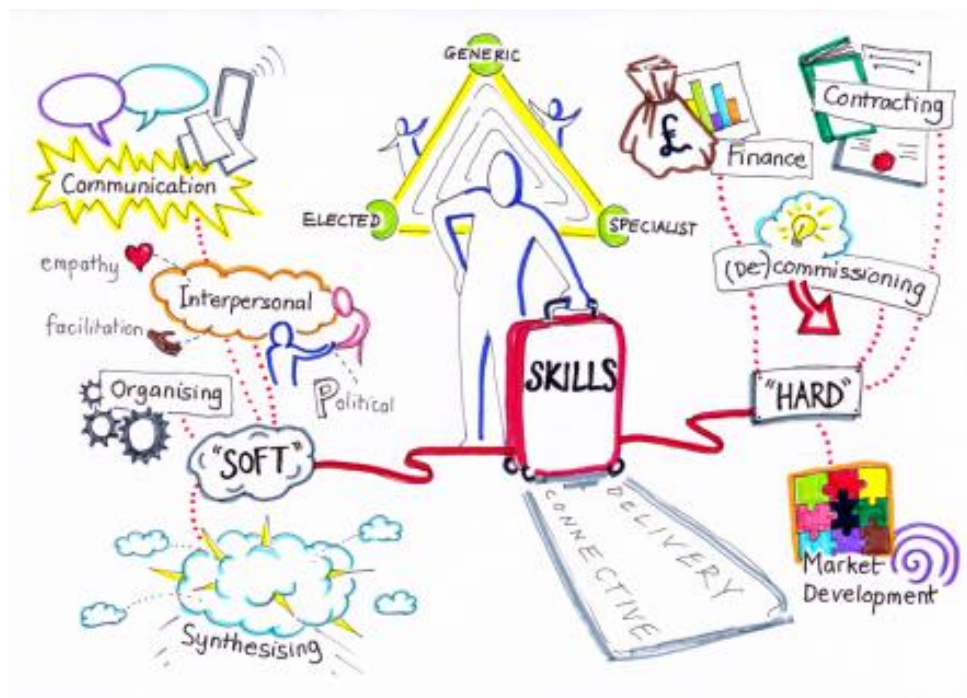 GENERIC
ELECTED
SPECIALIST
Communication
empathy
Interpersonal
facilitation
Political
Organising
"SOFT"
Synthesising
SKILLS
CONNECTIVE
DELIVERY
£
Finance
Contracting
(De-)commissioning
"HARD"
Market
Development